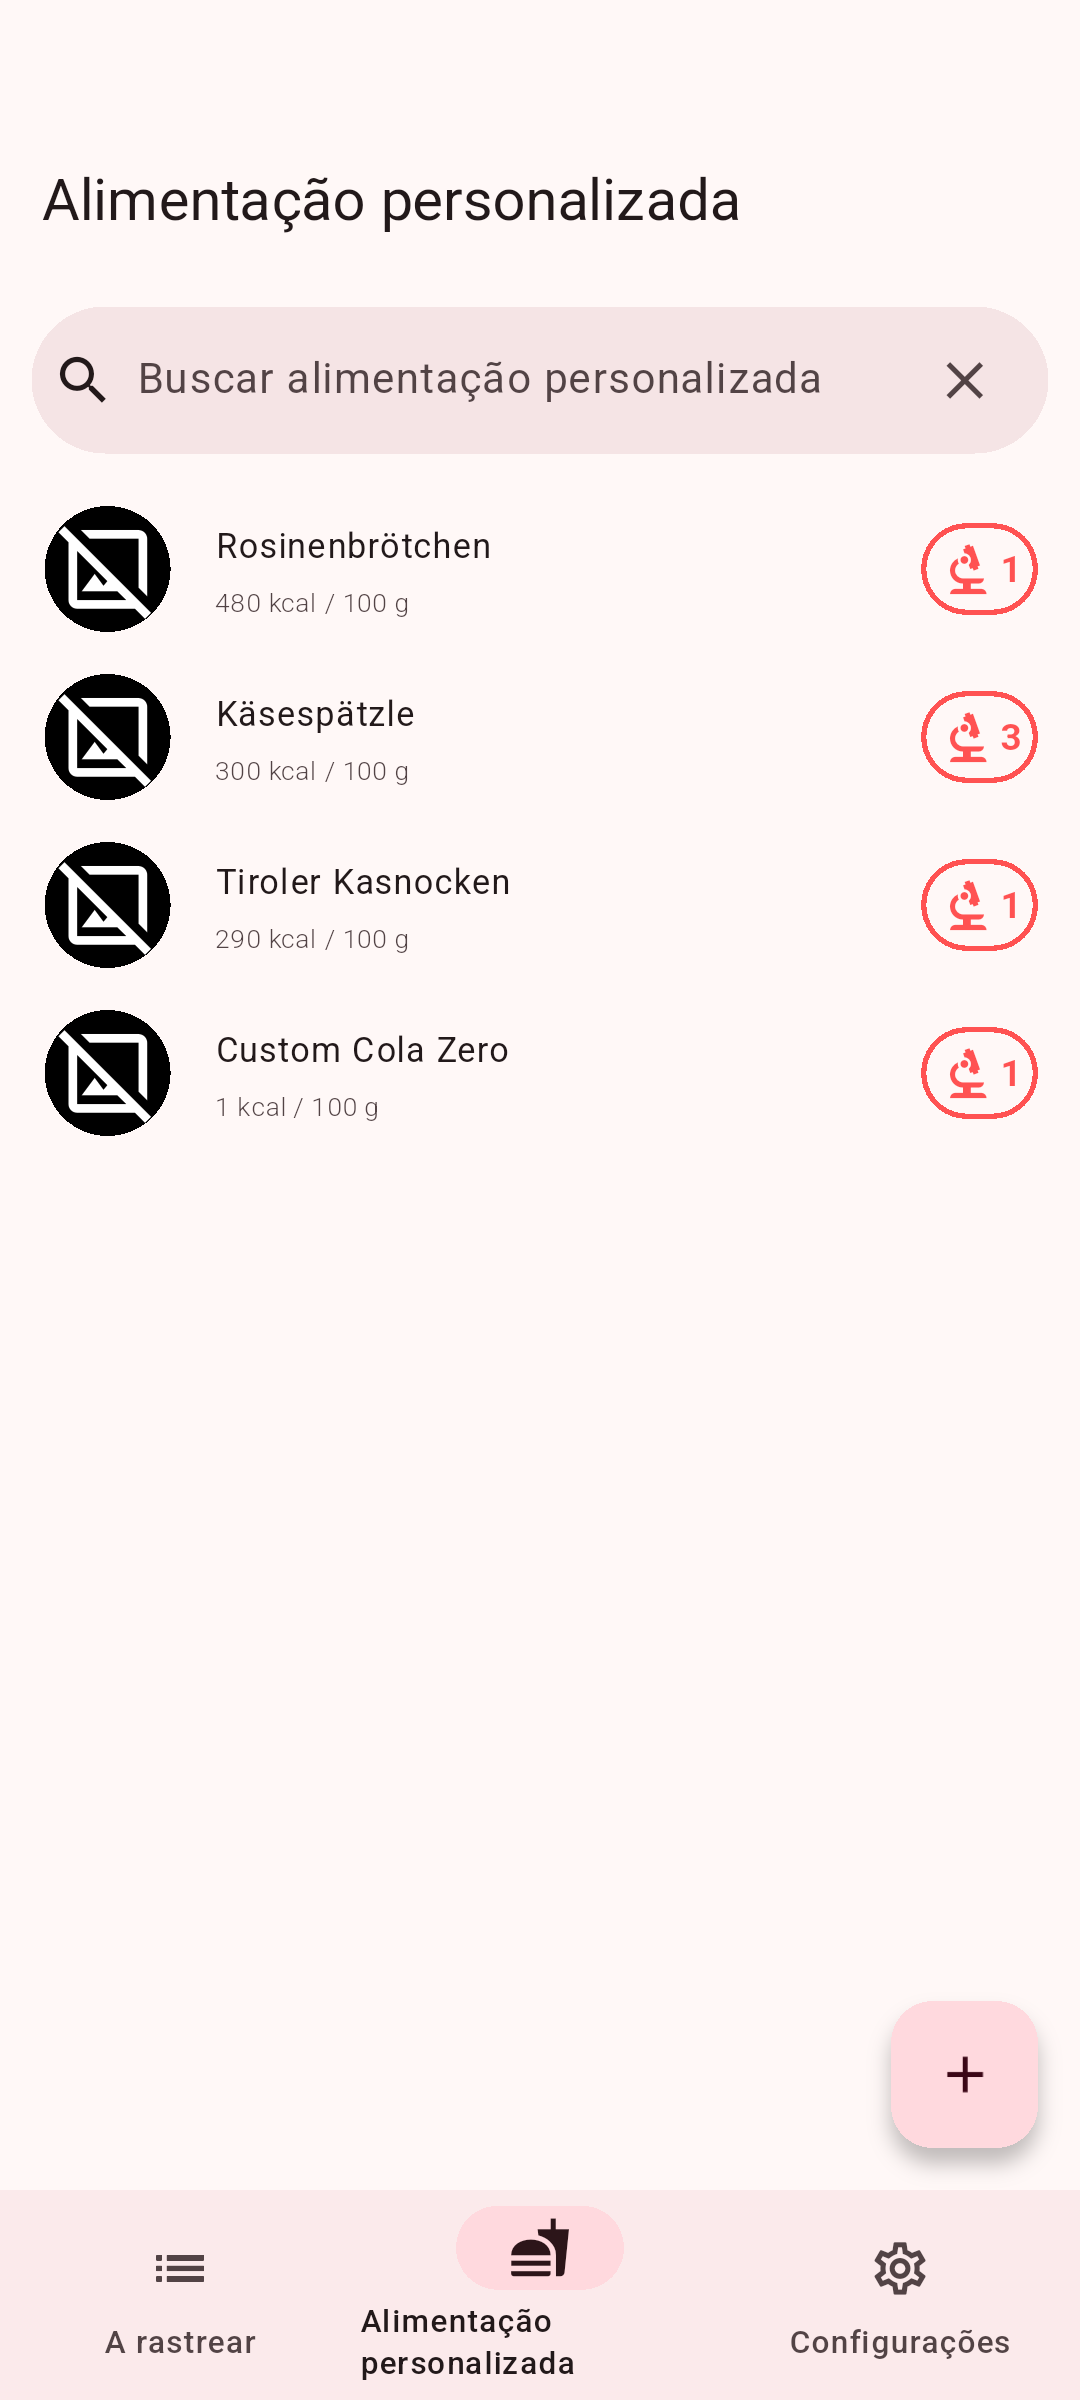 Alimentação personalizada
Buscar alimentação personalizada
Rosinenbrötchen
480 kcal / 100 g
1
Käsespätzle
300 kcal / 100 g
3
Tiroler Kasnocken
290 kcal / 100 g
1
Custom Cola Zero
1 kcal / 100 g
1
A rastrear
Alimentação
personalizada
Configurações